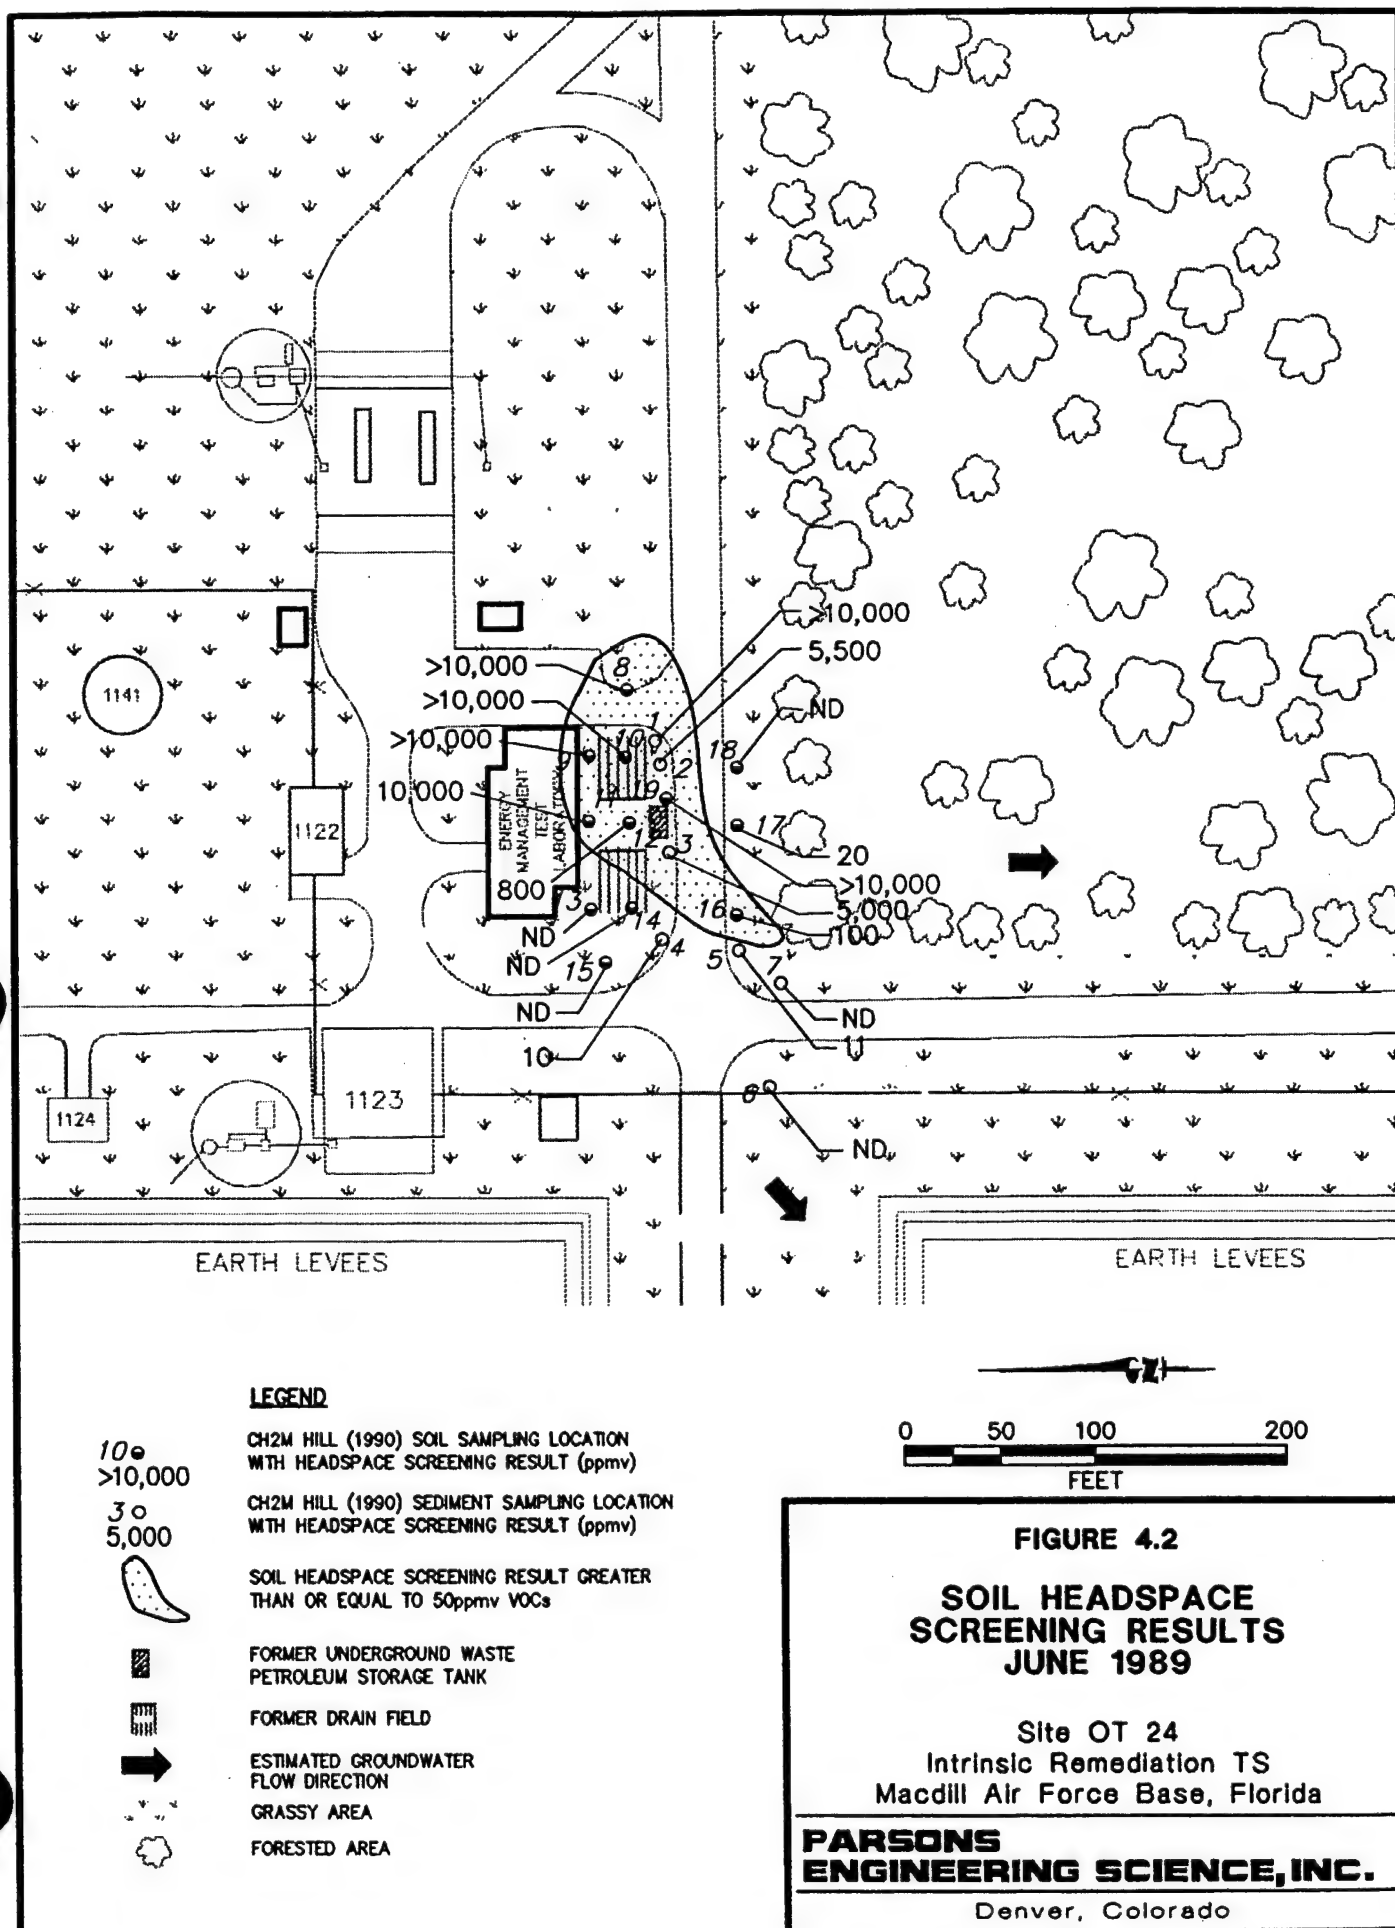 >10,000
5,500
>10,000
8
>10,000
ND
1
10
18
>10,000
9
2
1141
10,000
11
19
ENERGY
MANAGEMENT
TEST
LABORATORY
1122
12
17
3
20
800
>10,000
13
5,000
14
16
100
ND
4
5
ND
15
7
ND
ND
10
11
1124
1123
6
ND
EARTH LEVEES
EARTH LEVEES
N
LEGEND
10
>10,000
CH2M HILL (1990) SOIL SAMPLING LOCATION
WITH HEADSPACE SCREENING RESULT (ppmv)
3
5,000
CH2M HILL (1990) SEDIMENT SAMPLING LOCATION
WITH HEADSPACE SCREENING RESULT (ppmv)
SOIL HEADSPACE SCREENING RESULT GREATER
THAN OR EQUAL TO 50ppmv VOCs
FORMER UNDERGROUND WASTE
PETROLEUM STORAGE TANK
FORMER DRAIN FIELD
ESTIMATED GROUNDWATER
FLOW DIRECTION
GRASSY AREA
FORESTED AREA
0 50 100 200
FEET
FIGURE 4.2
SOIL HEADSPACE
SCREENING RESULTS
JUNE 1989
Site OT 24
Intrinsic Remediation TS
Macdill Air Force Base, Florida
PARSONS
ENGINEERING SCIENCE, INC.
Denver, Colorado